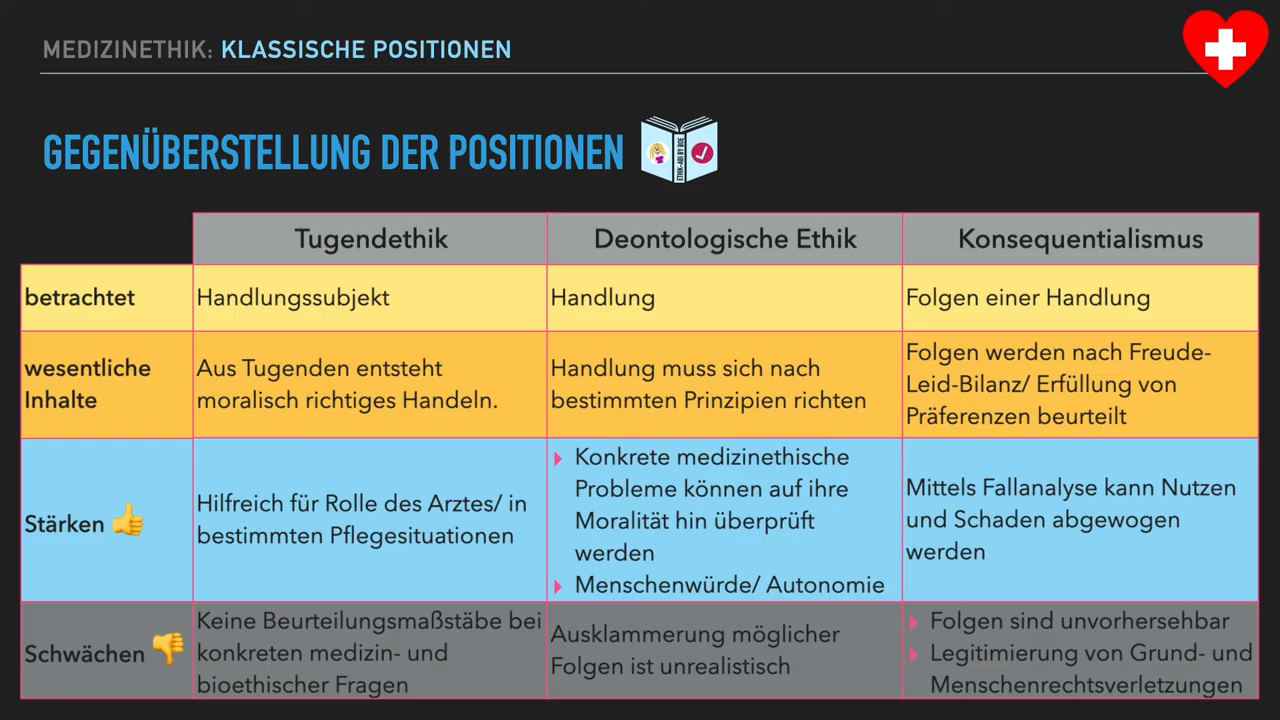 MEDIZINETHIK: KLASSISCHE POSITIONEN
GEGENÜBERSTELLUNG DER POSITIONEN
ETHIK-ABI BY BOE
Tugendethik
Deontologische Ethik
Konsequentialismus
betrachtet
Handlungssubjekt
Handlung
Folgen einer Handlung
wesentliche
Inhalte
Aus Tugenden entsteht
moralisch richtiges Handeln.
Handlung muss sich nach
bestimmten Prinzipien richten
Folgen werden nach Freude-
Leid-Bilanz/ Erfüllung von
Präferenzen beurteilt
Stärken 👍
Hilfreich für Rolle des Arztes/ in
bestimmten Pflegesituationen
Konkrete medizinethische
Probleme können auf ihre
Moralität hin überprüft
werden
Menschenwürde/ Autonomie
Mittels Fallanalyse kann Nutzen
und Schaden abgewogen
werden
Schwächen 👎
Keine Beurteilungsmaßstäbe bei
konkreten medizin- und
bioethischer Fragen
Ausklammerung möglicher
Folgen ist unrealistisch
Folgen sind unvorhersehbar
Legitimierung von Grund- und
Menschenrechtsverletzungen